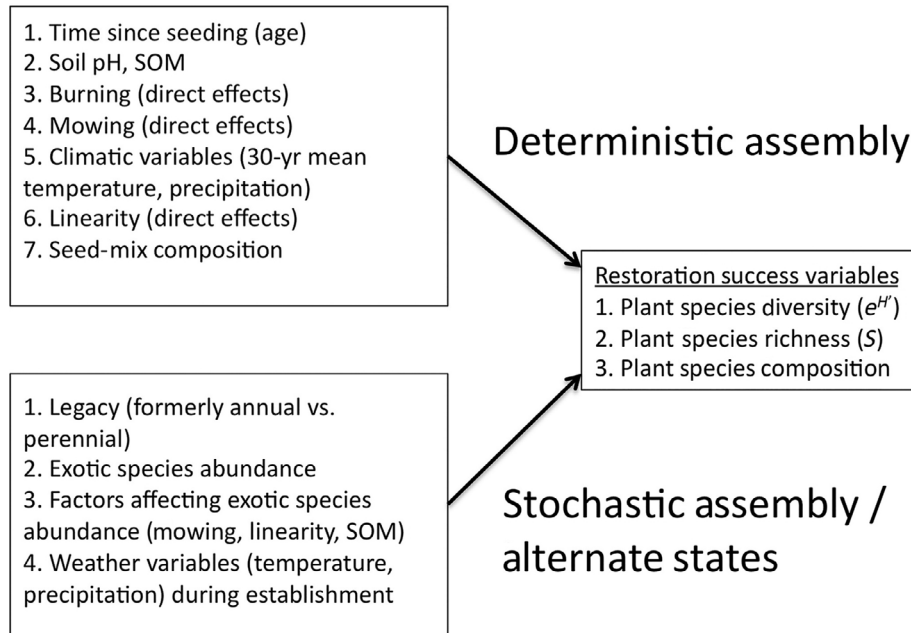 1. Time since seeding (age)
2. Soil pH, SOM
3. Burning (direct effects)
4. Mowing (direct effects)
5. Climatic variables (30-yr mean
temperature, precipitation)
6. Linearity (direct effects)
7. Seed-mix composition
Deterministic assembly
Restoration success variables
1. Plant species diversity (e^H')
2. Plant species richness (S)
3. Plant species composition
1. Legacy (formerly annual vs.
perennial)
2. Exotic species abundance
3. Factors affecting exotic species
abundance (mowing, linearity, SOM)
4. Weather variables (temperature,
precipitation) during establishment
Stochastic assembly /
alternate states